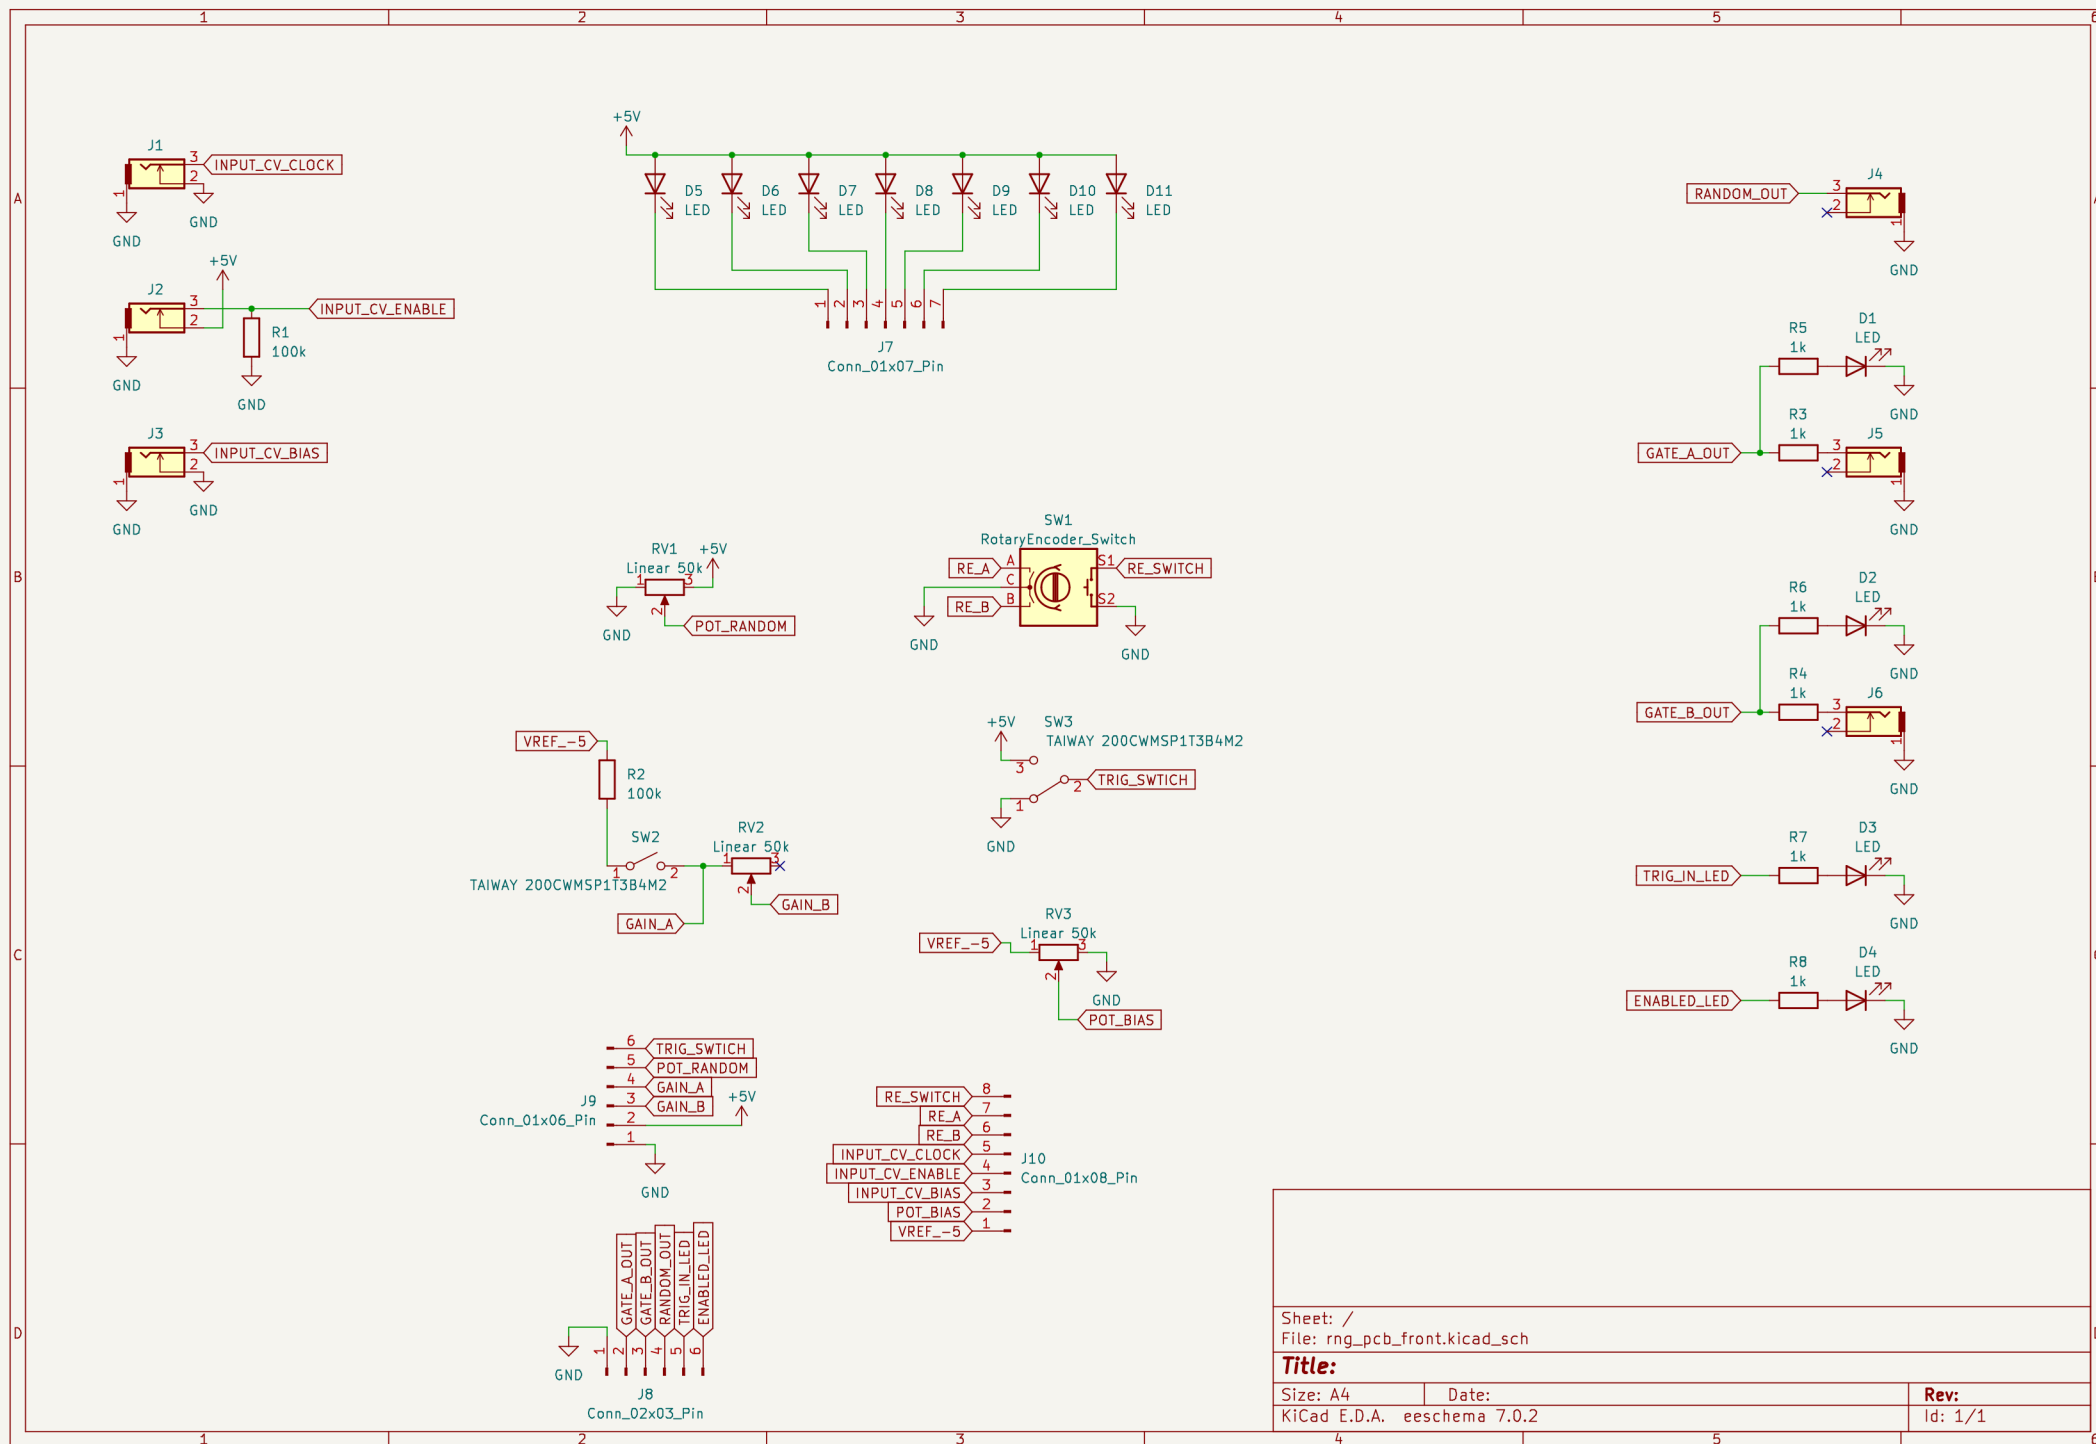 1 2 3 4 5 6
A
B
C
D
J1
3
2
1
INPUT_CV_CLOCK
GND
GND
+5V
J2
3
2
1
INPUT_CV_ENABLE
R1
100k
GND
GND
J3
3
2
1
INPUT_CV_BIAS
GND
GND
+5V
D5
LED
D6
LED
D7
LED
D8
LED
D9
LED
D10
LED
D11
LED
1 2 3 4 5 6 7
J7
Conn_01x07_Pin
J4
RANDOM_OUT
3
2
1
GND
D1
LED
R5
1k
GND
R3
1k
J5
GATE_A_OUT
3
2
1
GND
D2
LED
R6
1k
GND
R4
1k
J6
GATE_B_OUT
3
2
1
GND
D3
LED
R7
1k
TRIG_IN_LED
GND
D4
LED
R8
1k
ENABLED_LED
GND
RV1
Linear 50k
+5V
1
3
2
GND
POT_RANDOM
SW1
RotaryEncoder_Switch
RE_A
A
C
B
RE_B
S1
S2
RE_SWITCH
GND
GND
VREF_-5
R2
100k
SW2
1
2
TAIWAY 200CWMSP1T3B4M2
RV2
Linear 50k
1
3
2
GAIN_B
GAIN_A
+5V
SW3
TAIWAY 200CWMSP1T3B4M2
3
2
1
TRIG_SWTICH
GND
RV3
Linear 50k
VREF_-5
1
3
2
GND
POT_BIAS
6 TRIG_SWTICH
5 POT_RANDOM
4 GAIN_A
3 GAIN_B
2
1
+5V
J9
Conn_01x06_Pin
GND
RE_SWITCH 8
RE_A 7
RE_B 6
INPUT_CV_CLOCK 5
INPUT_CV_ENABLE 4
INPUT_CV_BIAS 3
POT_BIAS 2
VREF_-5 1
J10
Conn_01x08_Pin
GATE_A_OUT
GATE_B_OUT
RANDOM_OUT
TRIG_IN_LED
ENABLED_LED
1 2 3 4 5 6
GND
J8
Conn_02x03_Pin
Sheet: /
File: rng_pcb_front.kicad_sch
Title:
Size: A4 Date: Rev:
KiCad E.D.A. eeschema 7.0.2 Id: 1/1
1 2 3 4 5 6